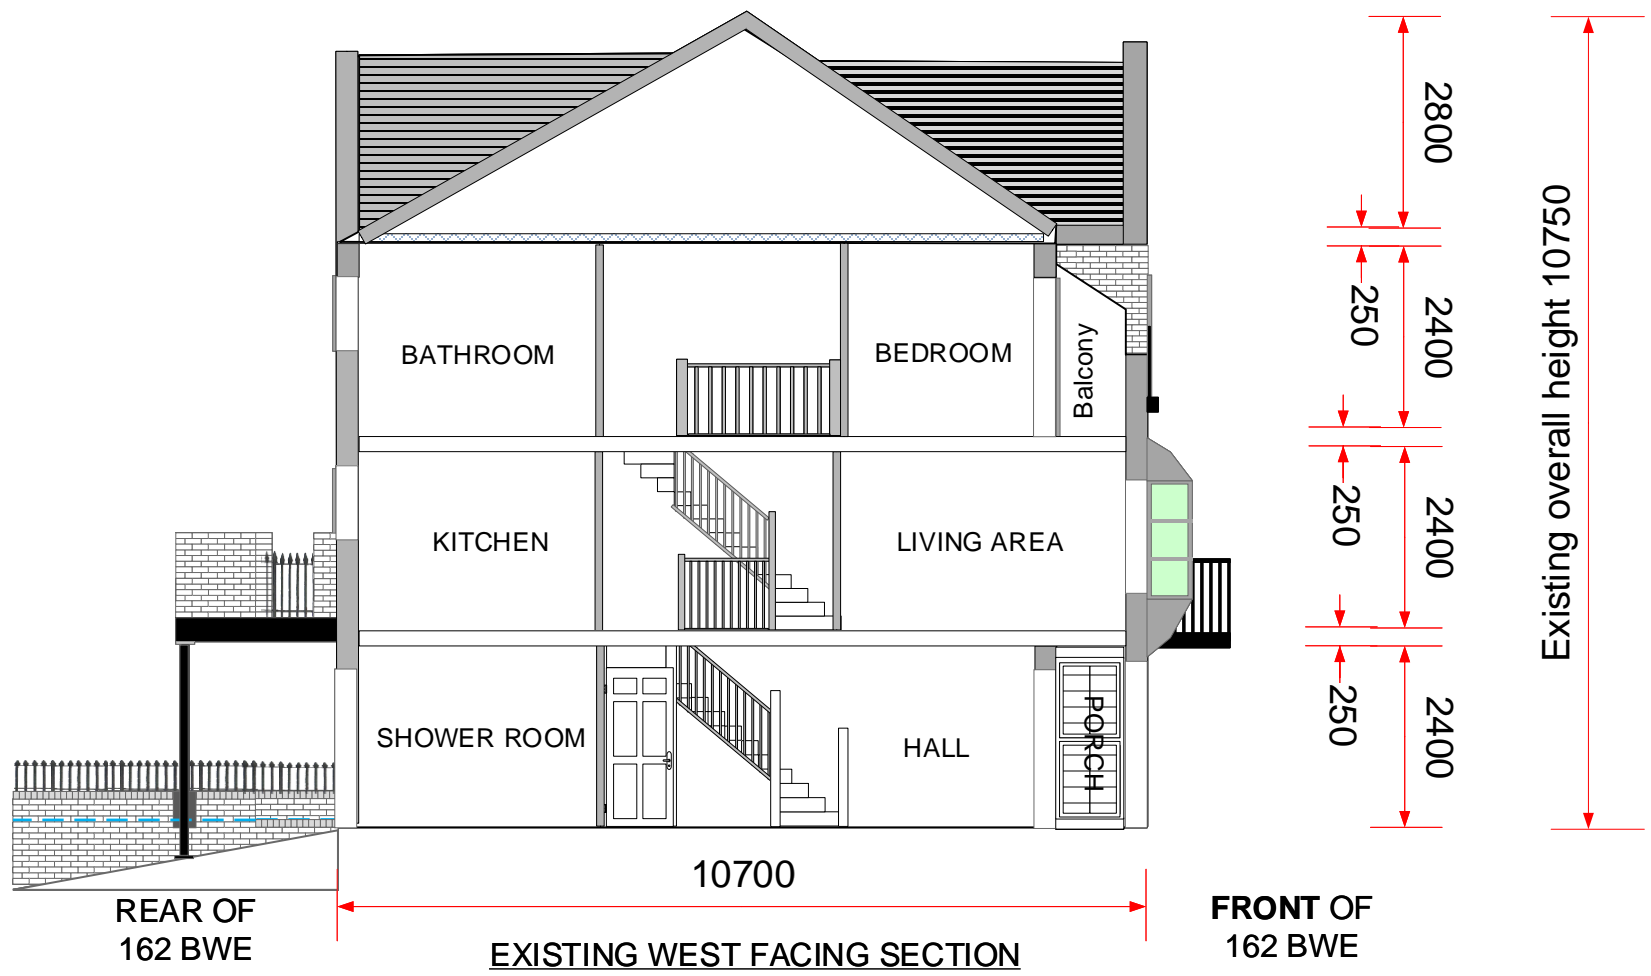 2800
250
2400
Existing overall height 10750
BATHROOM
BEDROOM
Balcony
250
2400
KITCHEN
LIVING AREA
250
2400
SHOWER ROOM
HALL
PORCH
10700
REAR OF
162 BWE
FRONT OF
162 BWE
EXISTING WEST FACING SECTION